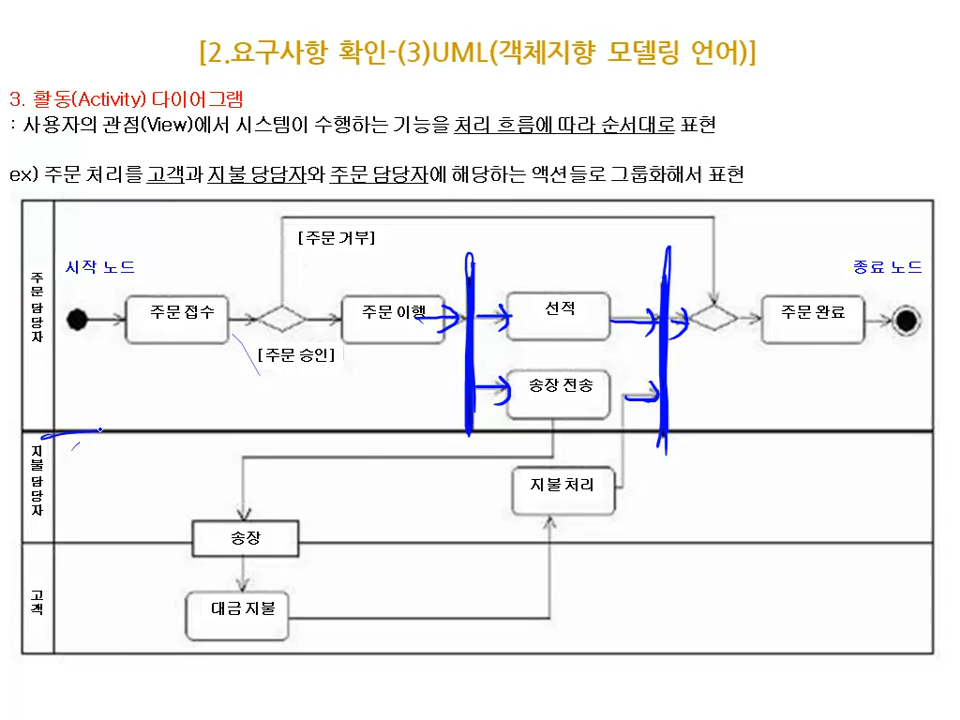 [2.요구사항 확인-(3)UML(객체지향 모델링 언어)]
3. 활동(Activity) 다이어그램
: 사용자의 관점(View)에서 시스템이 수행하는 기능을 처리 흐름에 따라 순서대로 표현
ex) 주문 처리를 고객과 지불 담담자와 주문 담당자에 해당하는 액션들로 그룹화해서 표현
주문 담당자
시작 노드
[주문 거부]
종료 노드
주문 접수
주문 이행
선적
주문 완료
[주문 승인]
송장 전송
지불 담당자
지불 처리
송장
고객
대금 지불